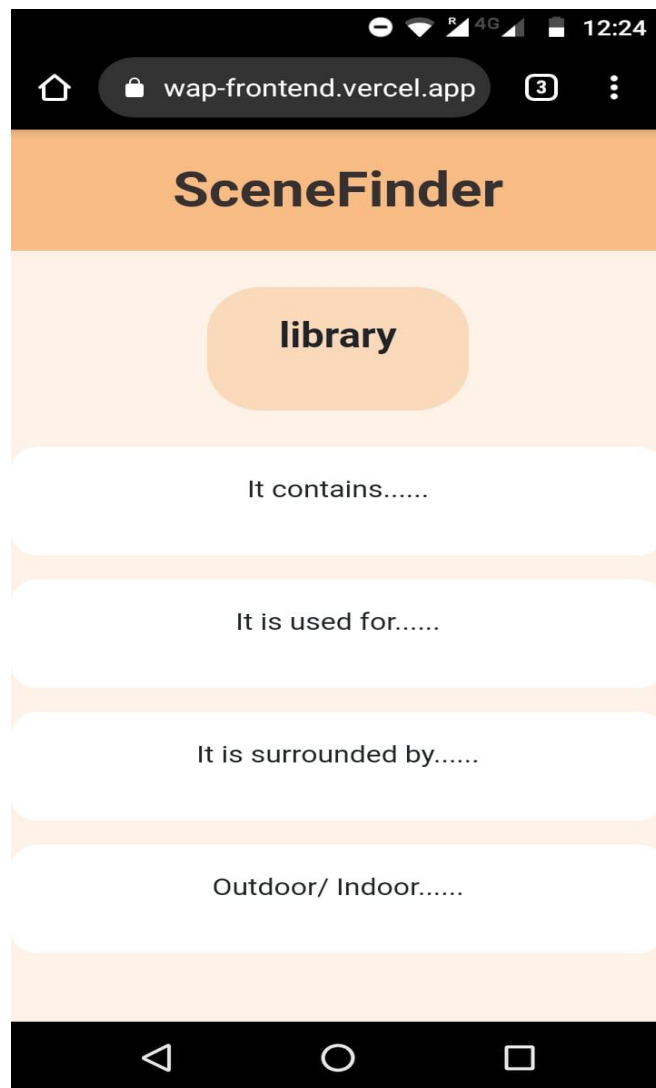 R 4G 12:24
wap-frontend.vercel.app 3
SceneFinder
library
It contains......
It is used for......
It is surrounded by......
Outdoor/ Indoor......